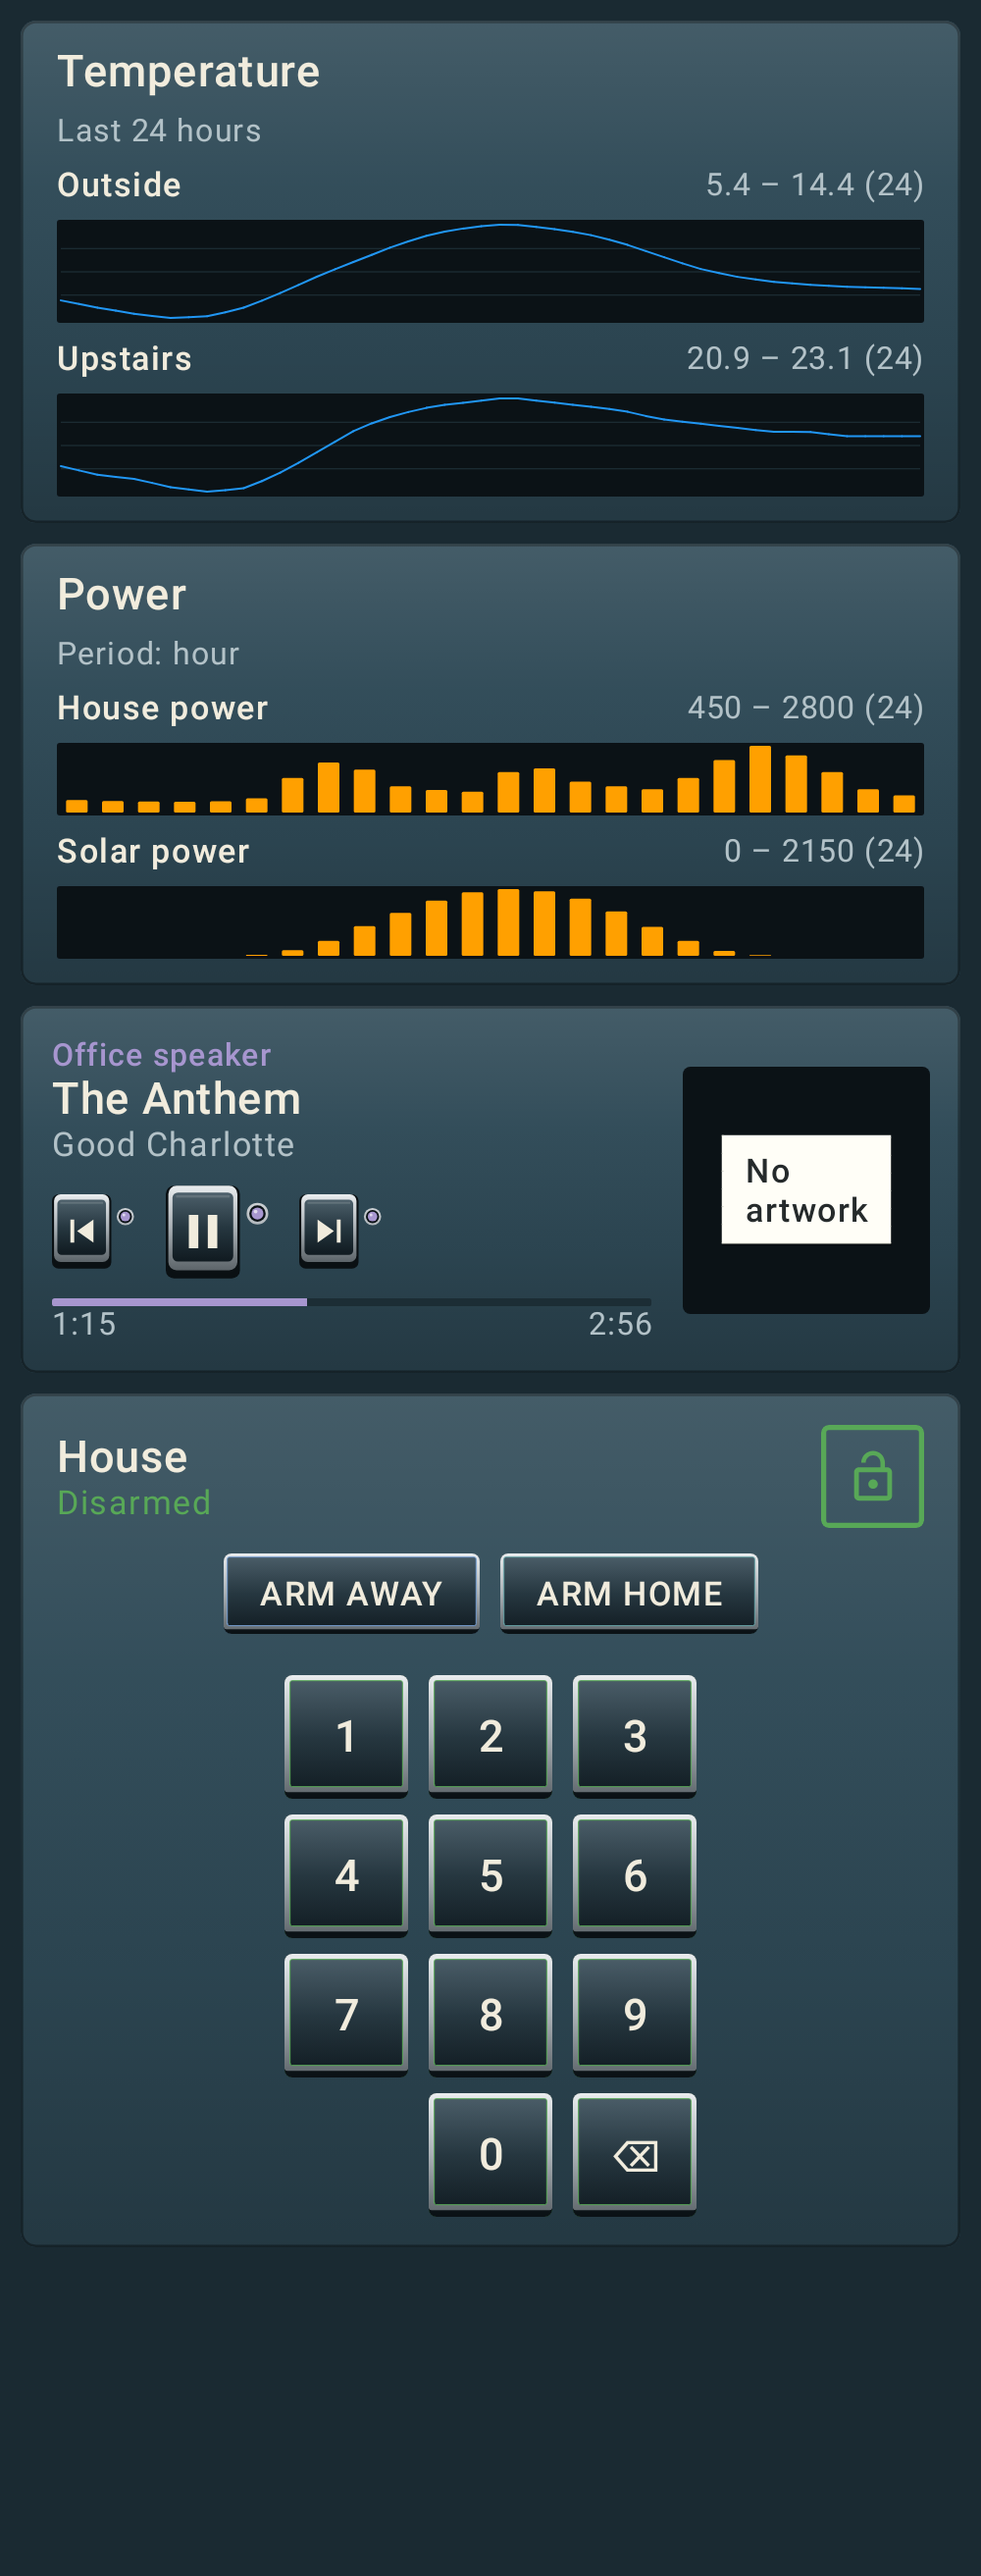 Temperature
Last 24 hours
Outside 5.4 – 14.4 (24)
Upstairs 20.9 – 23.1 (24)
Power
Period: hour
House power 450 – 2800 (24)
Solar power 0 – 2150 (24)
Office speaker
The Anthem
Good Charlotte
No
artwork
1:15 2:56
House
Disarmed
ARM AWAY ARM HOME
1 2 3
4 5 6
7 8 9
0